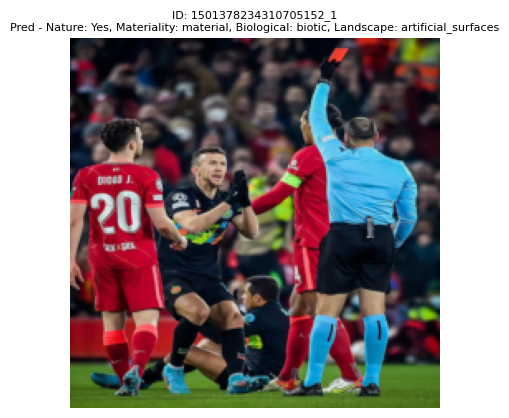 ID: 1501378234310705152_1
Pred - Nature: Yes, Materiality: material, Biological: biotic, Landscape: artificial_surfaces
DIOGO J.
20